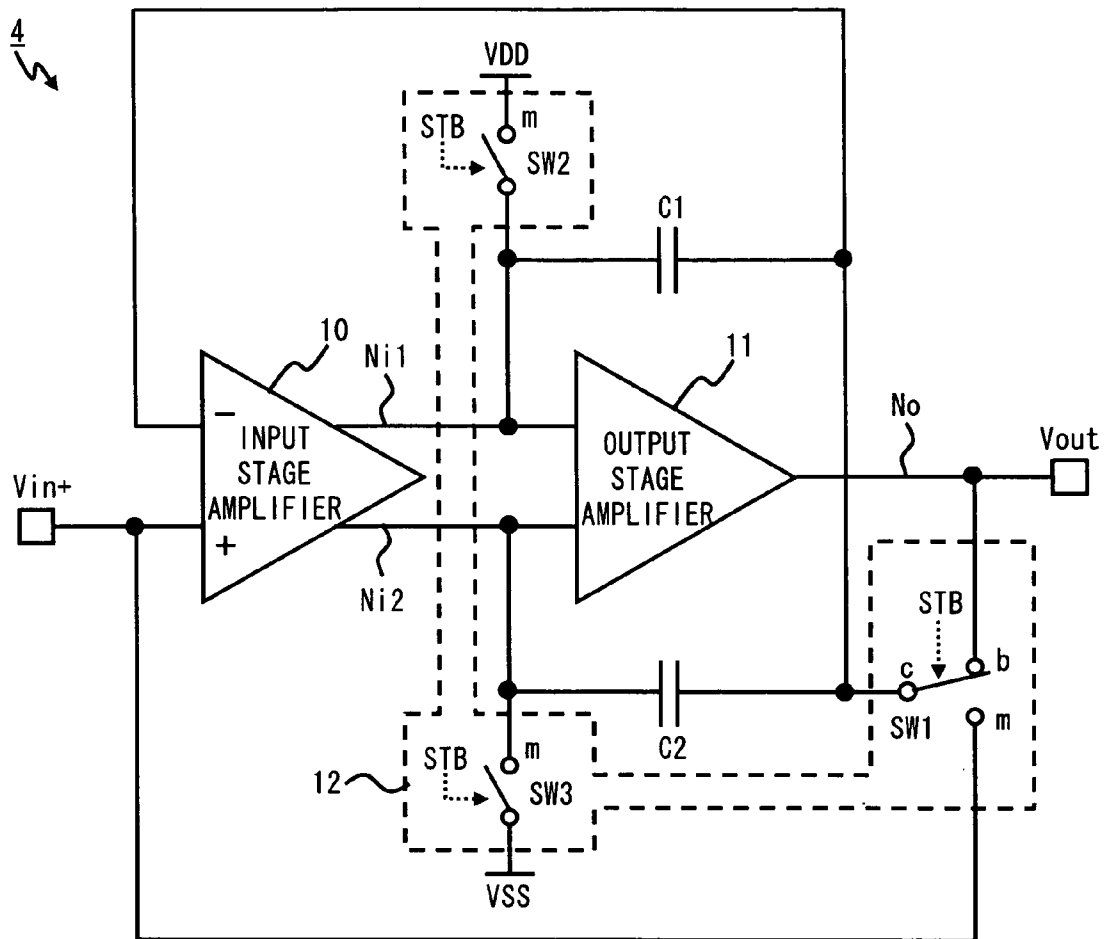 4
VDD
STB
m
SW2
C1
10
Ni1
11
No
Vout
−
INPUT
STAGE
AMPLIFIER
+
OUTPUT
STAGE
AMPLIFIER
Vin+
Ni2
STB
c
b
SW1
m
C2
12
STB
m
SW3
VSS